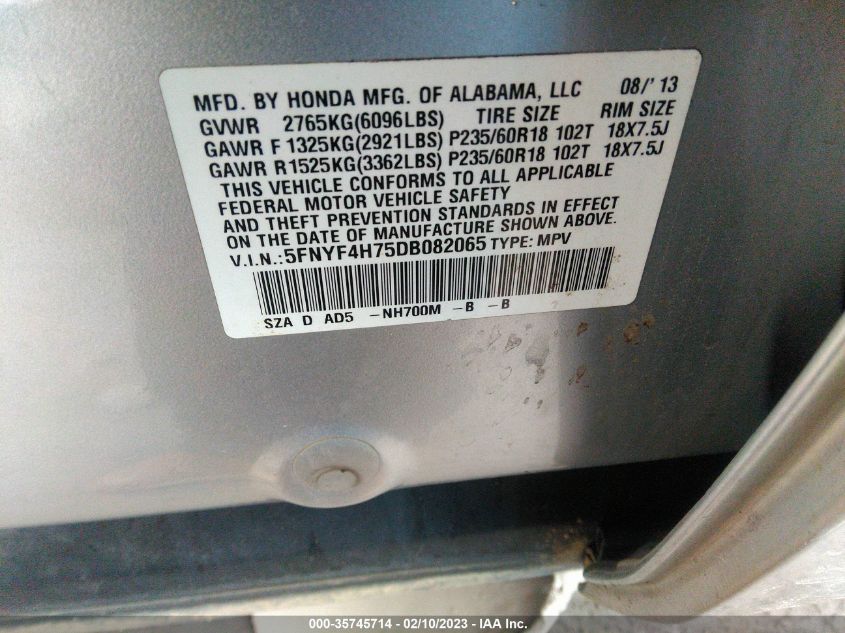 MFD. BY HONDA MFG. OF ALABAMA, LLC 08/'13
GVWR 2765KG(6096LBS) TIRE SIZE RIM SIZE
GAWR F 1325KG(2921LBS) P235/60R18 102T 18X7.5J
GAWR R1525KG(3362LBS) P235/60R18 102T 18X7.5J
THIS VEHICLE CONFORMS TO ALL APPLICABLE
FEDERAL MOTOR VEHICLE SAFETY
AND THEFT PREVENTION STANDARDS IN EFFECT
ON THE DATE OF MANUFACTURE SHOWN ABOVE.
V.I.N.:5FNYF4H75DB082065 TYPE: MPV
SZA D AD5 -NH700M -B -B
000-35745714 - 02/10/2023 - IAA Inc.